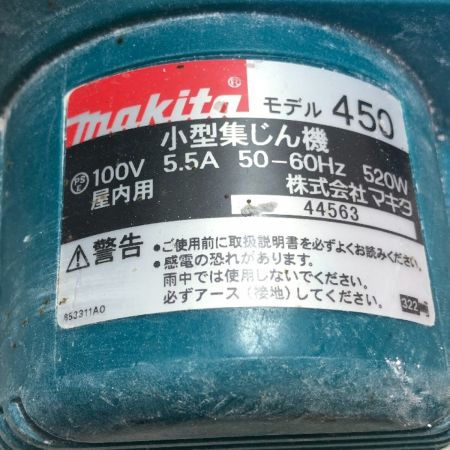 makita® モデル 450
小型集じん機
PSE 100V 5.5A 50-60Hz 520W
屋内用 株式会社 マキタ
44563
⚠警告 ・ご使用前に取扱説明書を必ずよくお読みください。
・感電の恐れがあります。
雨中では使用しないでください。
必ずアース（接地）してください。
853311A0 322